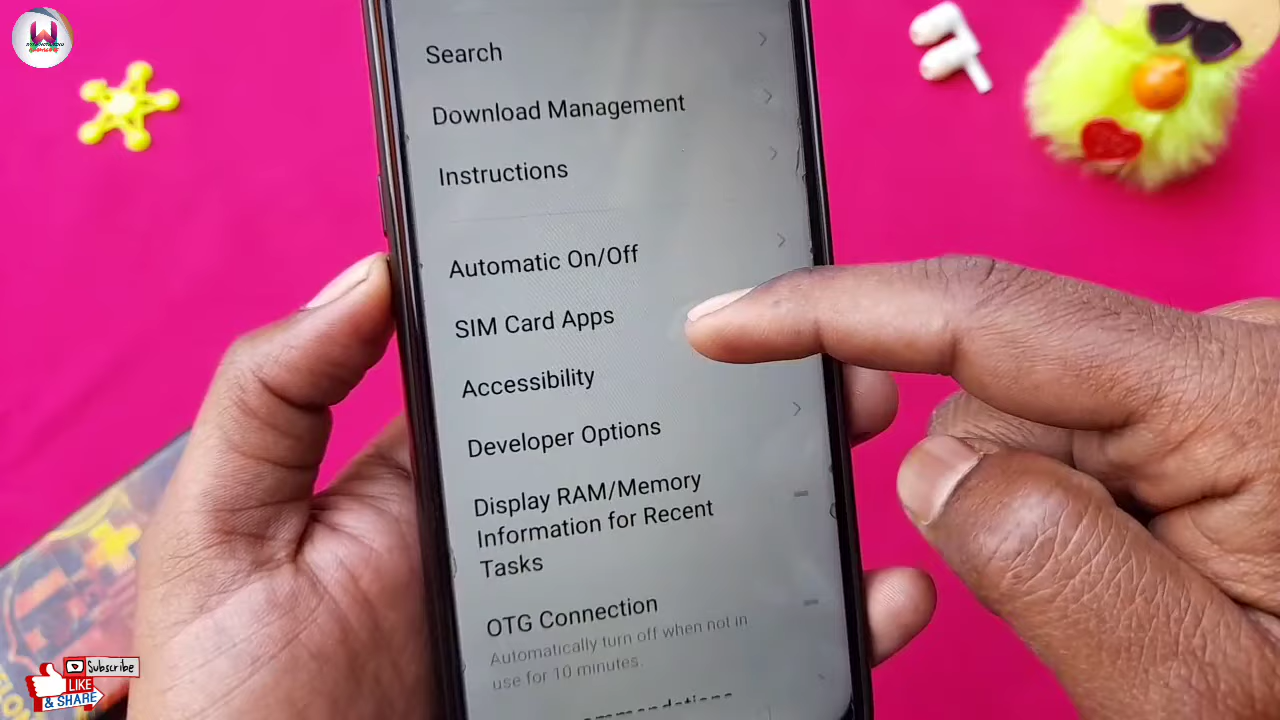 Search
Download Management
Instructions
Automatic On/Off
SIM Card Apps
Accessibility
Developer Options
Display RAM/Memory
Information for Recent
Tasks
OTG Connection
Automatically turn off when not in
use for 10 minutes.
Subscribe
LIKE
& SHARE